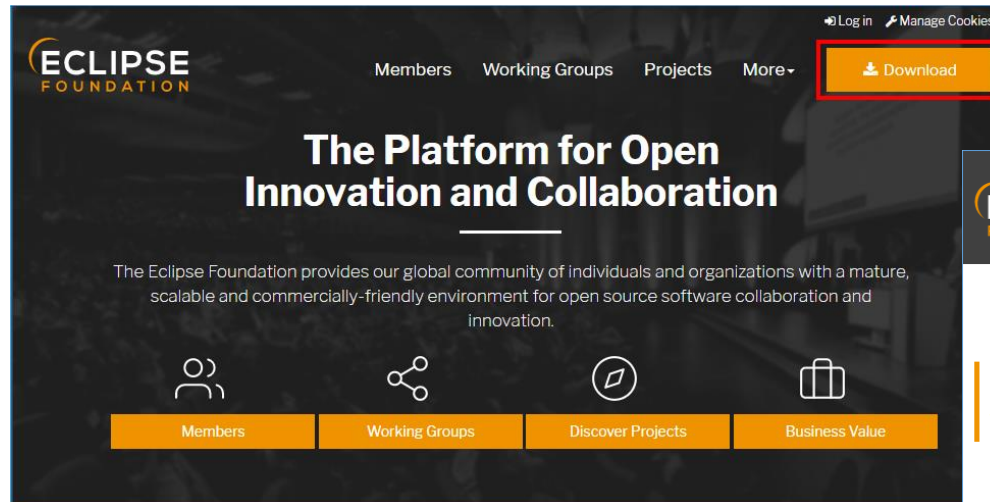 Log in Manage Cookies
ECLIPSE
FOUNDATION
Members Working Groups Projects More Download
The Platform for Open
Innovation and Collaboration
The Eclipse Foundation provides our global community of individuals and organizations with a mature,
scalable and commercially-friendly environment for open source software collaboration and
innovation.
Members Working Groups Discover Projects Business Value